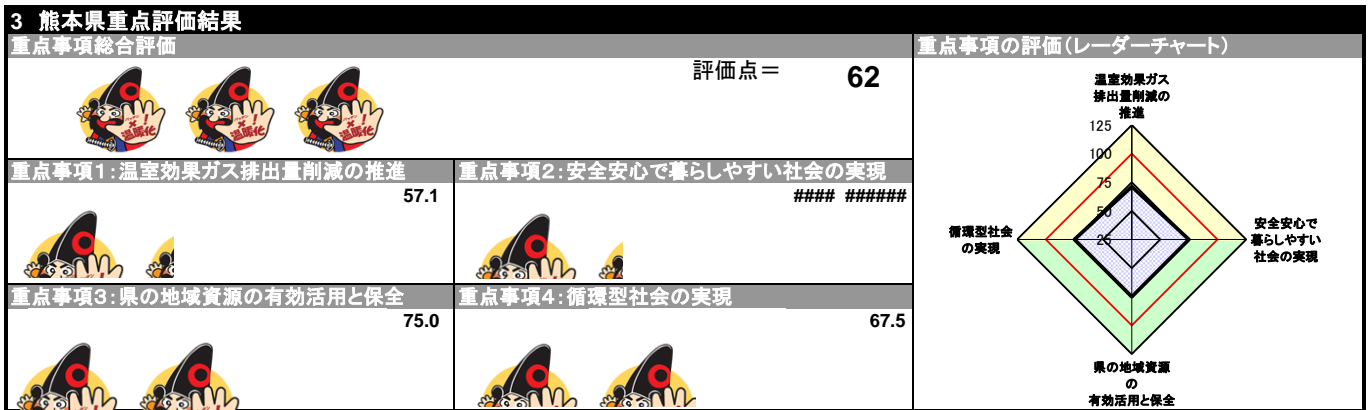 3 熊本県重点評価結果
重点事項総合評価
評価点＝ 62
×!
温暖化
×!
温暖化
×!
温暖化
重点事項1：温室効果ガス排出量削減の推進
57.1
重点事項2：安全安心で暮らしやすい社会の実現
#### ######
重点事項3：県の地域資源の有効活用と保全
75.0
重点事項4：循環型社会の実現
67.5
重点事項の評価（レーダーチャート）
温室効果ガス
排出量削減の
推進
125
100
75
50
25
循環型社会
の実現
安全安心で
暮らしやすい
社会の実現
県の地域資源
の
有効活用と保全